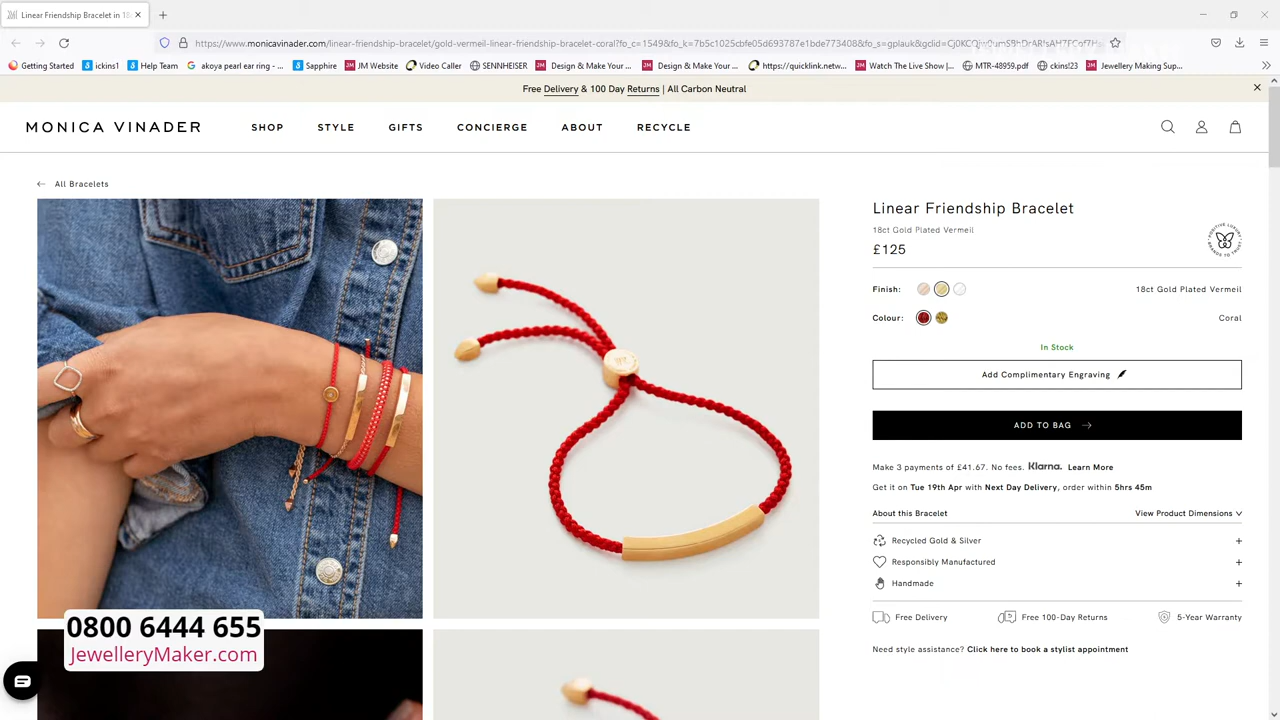 Linear Friendship Bracelet in 18
https://www.monicavinader.com/linear-friendship-bracelet/gold-vermeil-linear-friendship-bracelet-coral?fo_c=1549&fo_k=7b5c1025cbfe05d693787e1bde773408&fo_s=gplauk&gclid=
Getting Started
ickins1
Help Team
akoya pearl ear ring - ...
Sapphire
JM Website
Video Caller
SENNHEISER
Design & Make Your ...
Design & Make Your ...
https://quicklink.netw...
Watch The Live Show |...
MTR-48959.pdf
ckins!23
Jewellery Making Sup...
Free Delivery & 100 Day Returns | All Carbon Neutral
MONICA VINADER
SHOP
STYLE
GIFTS
CONCIERGE
ABOUT
RECYCLE
All Bracelets
Linear Friendship Bracelet
18ct Gold Plated Vermeil
£125
Finish:
18ct Gold Plated Vermeil
Colour:
Coral
In Stock
Add Complimentary Engraving
ADD TO BAG
Make 3 payments of £41.67. No fees. Klarna. Learn More
Get it on Tue 19th Apr with Next Day Delivery, order within 5hrs 45m
About this Bracelet
View Product Dimensions
Recycled Gold & Silver
Responsibly Manufactured
Handmade
Free Delivery
Free 100-Day Returns
5-Year Warranty
Need style assistance? Click here to book a stylist appointment
0800 6444 655
JewelleryMaker.com